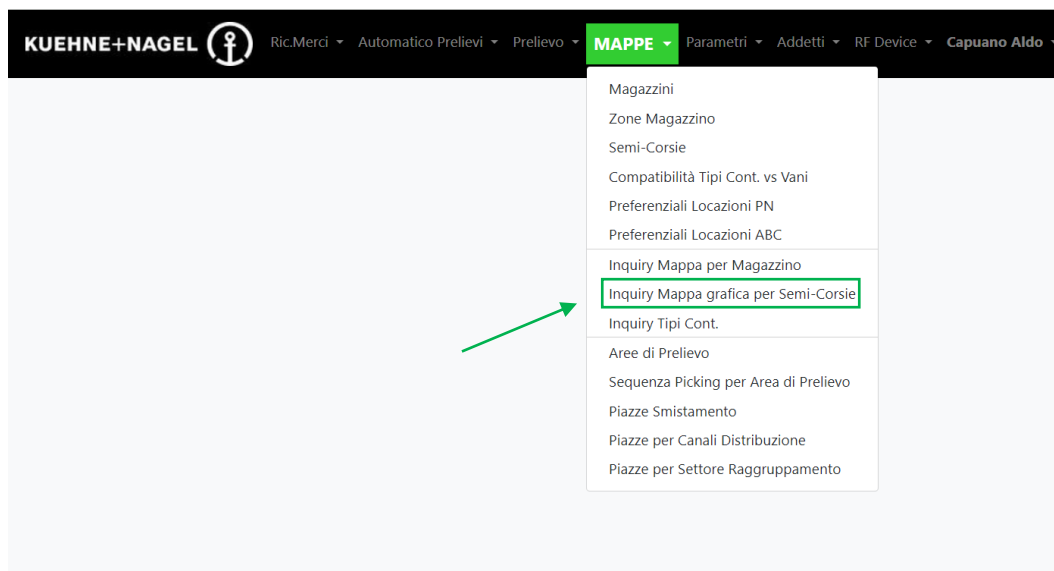 KUEHNE+NAGEL Ric.Merci Automatico Prelievi Prelievo MAPPE Parametri Addetti RF Device Capuano Aldo
Magazzini
Zone Magazzino
Semi-Corsie
Compatibilità Tipi Cont. vs Vani
Preferenziali Locazioni PN
Preferenziali Locazioni ABC
Inquiry Mappa per Magazzino
Inquiry Mappa grafica per Semi-Corsie
Inquiry Tipi Cont.
Aree di Prelievo
Sequenza Picking per Area di Prelievo
Piazze Smistamento
Piazze per Canali Distribuzione
Piazze per Settore Raggruppamento